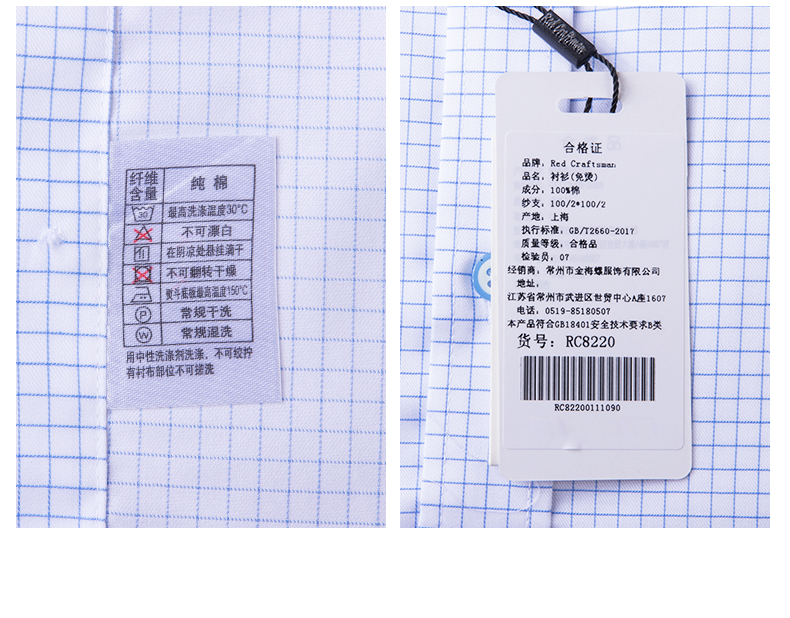 纤维含量 纯棉
30 最高洗涤温度30℃
不可漂白
在阴凉处悬挂滴干
不可翻转干燥
熨斗底板最高温度150℃
P 常规干洗
W 常规湿洗
用中性洗涤剂洗涤，不可绞拧
有衬布部位不可搓洗
Red Craftsman
合格证
品牌：Red Craftsman
品名：衬衫(免烫)
成分：100%棉
纱支：100/2*100/2
产地：上海
执行标准：GB/T2660-2017
质量等级：合格品
检验员：07
经销商：常州市金梅螺服饰有限公司
地址：
江苏省常州市武进区世贸中心A座1607
电话：0519-85180507
本产品符合GB18401安全技术要求B类
货号：RC8220
RC82200111090